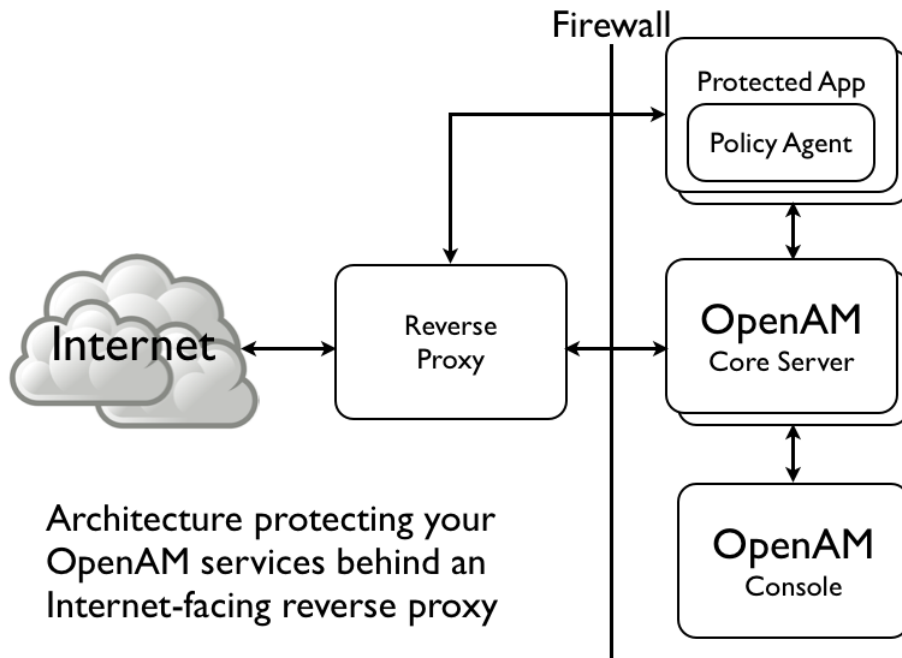 Firewall
Protected App
Policy Agent
Internet
Reverse
Proxy
OpenAM
Core Server
OpenAM
Console
Architecture protecting your
OpenAM services behind an
Internet-facing reverse proxy